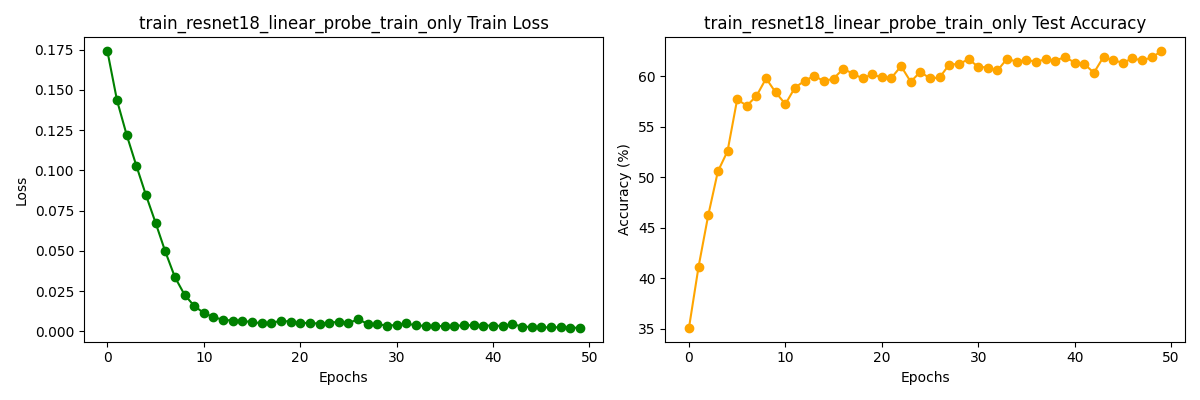 train_resnet18_linear_probe_train_only Train Loss
0.175
0.150
0.125
0.100
0.075
0.050
0.025
0.000
Loss
0 10 20 30 40 50
Epochs
train_resnet18_linear_probe_train_only Test Accuracy
60
55
50
45
40
35
Accuracy (%)
0 10 20 30 40 50
Epochs